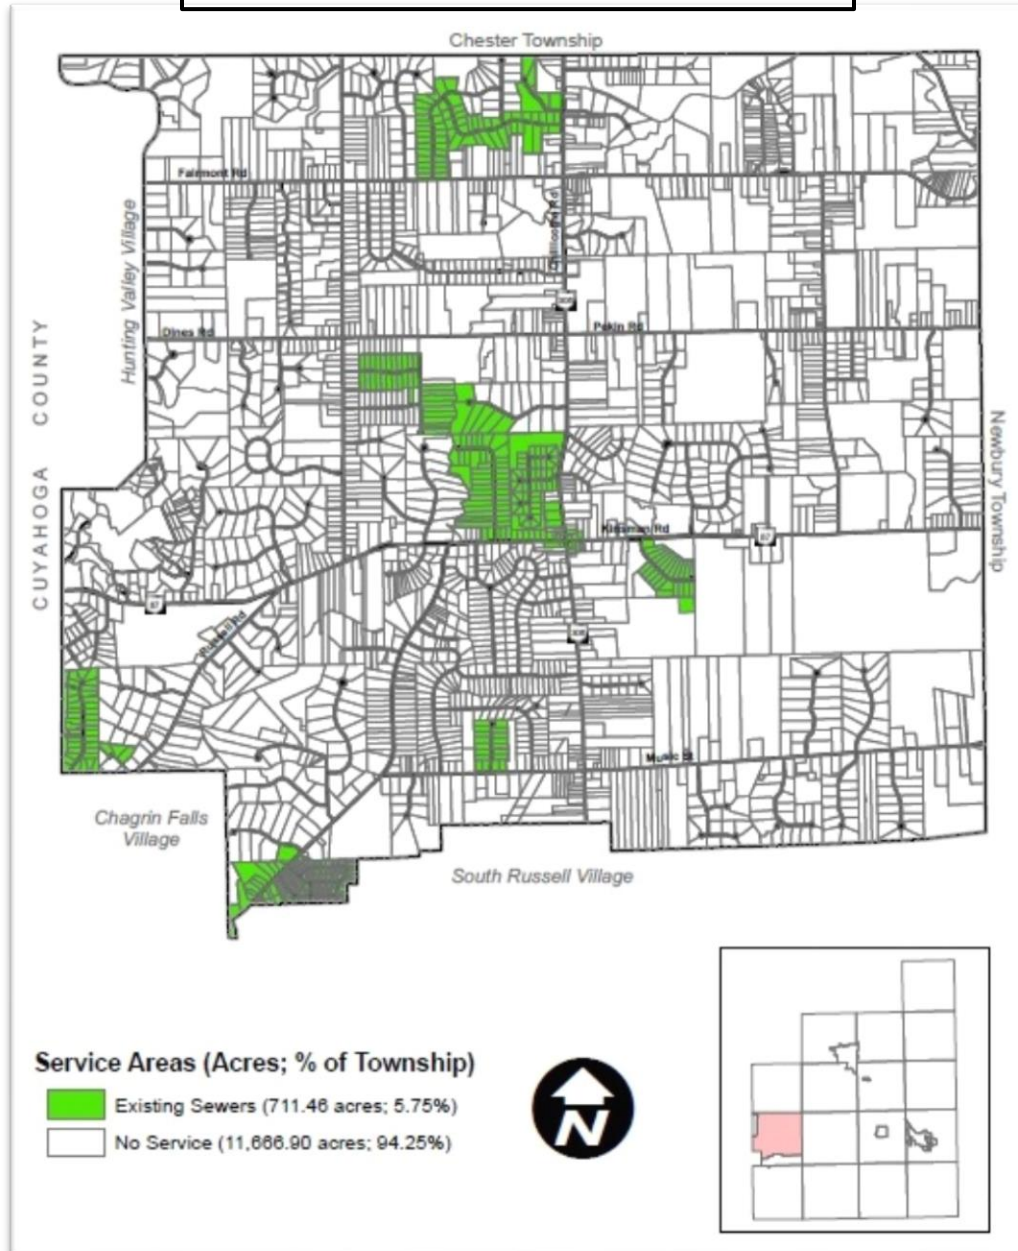 Chester Township
Fairmont Rd
Hunting Valley Village
CUYAHOGA COUNTY
Dines Rd
Pekin Rd
Newbury Township
Kinsman Rd
87
87
Russell Rd
Music St
Chagrin Falls
Village
South Russell Village
Service Areas (Acres; % of Township)
Existing Sewers (711.46 acres; 5.75%)
No Service (11,666.90 acres; 94.25%)
N